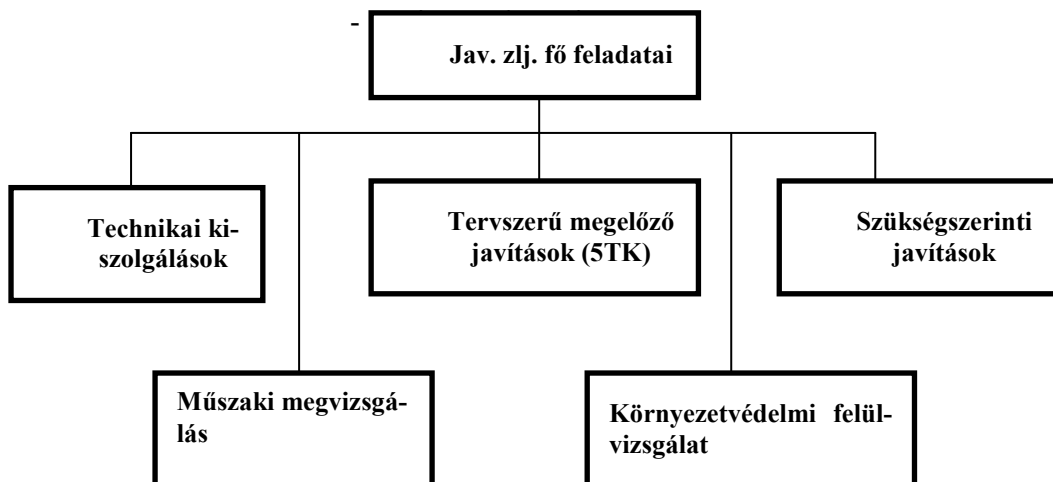 -
Jav. zlj. fő feladatai
Technikai ki-
szolgálások
Tervszerű megelőző
javítások (5TK)
Szükségszerinti
javítások
Műszaki megvizsgá-
lás
Környezetvédelmi felül-
vizsgálat